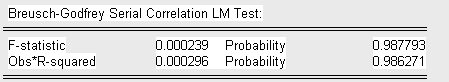 Breusch-Godfrey Serial Correlation LM Test:
F-statistic 0.000239 Probability 0.987793
Obs*R-squared 0.000296 Probability 0.986271